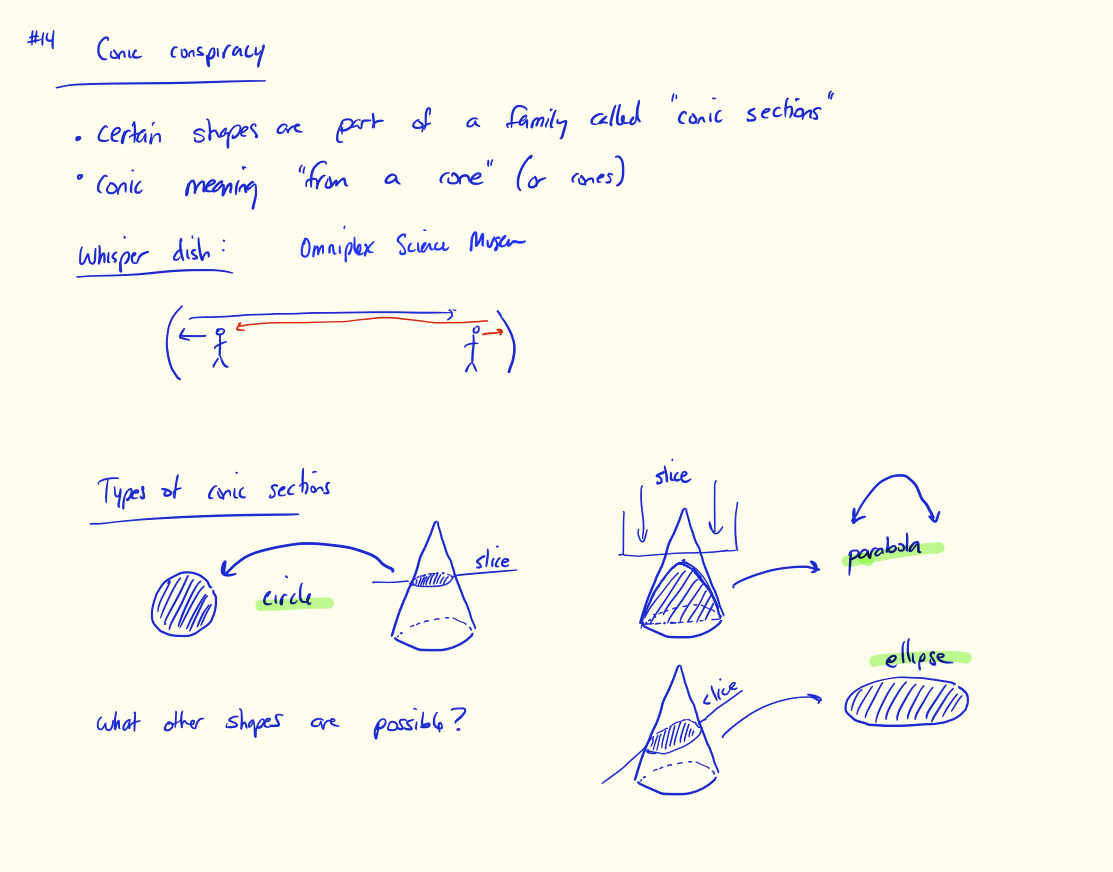 #14
Conic conspiracy
• certain shapes are part of a family called "conic sections"
• conic meaning "from a cone" (or cones)
Whisper dish: Omniplex Science Museum
Types of conic sections
slice
parabola
slice
circle
ellipse
slice
what other shapes are possible?